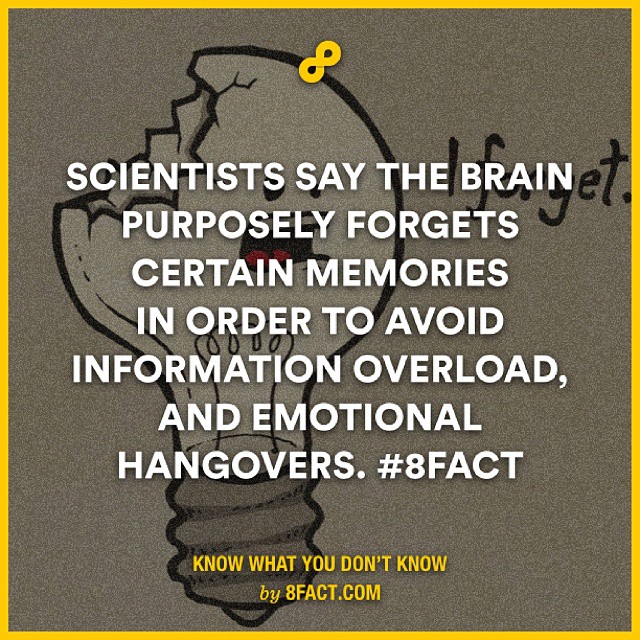 I forget.
SCIENTISTS SAY THE BRAIN
PURPOSELY FORGETS
CERTAIN MEMORIES
IN ORDER TO AVOID
INFORMATION OVERLOAD,
AND EMOTIONAL
HANGOVERS. #8FACT
KNOW WHAT YOU DON'T KNOW
by 8FACT.COM